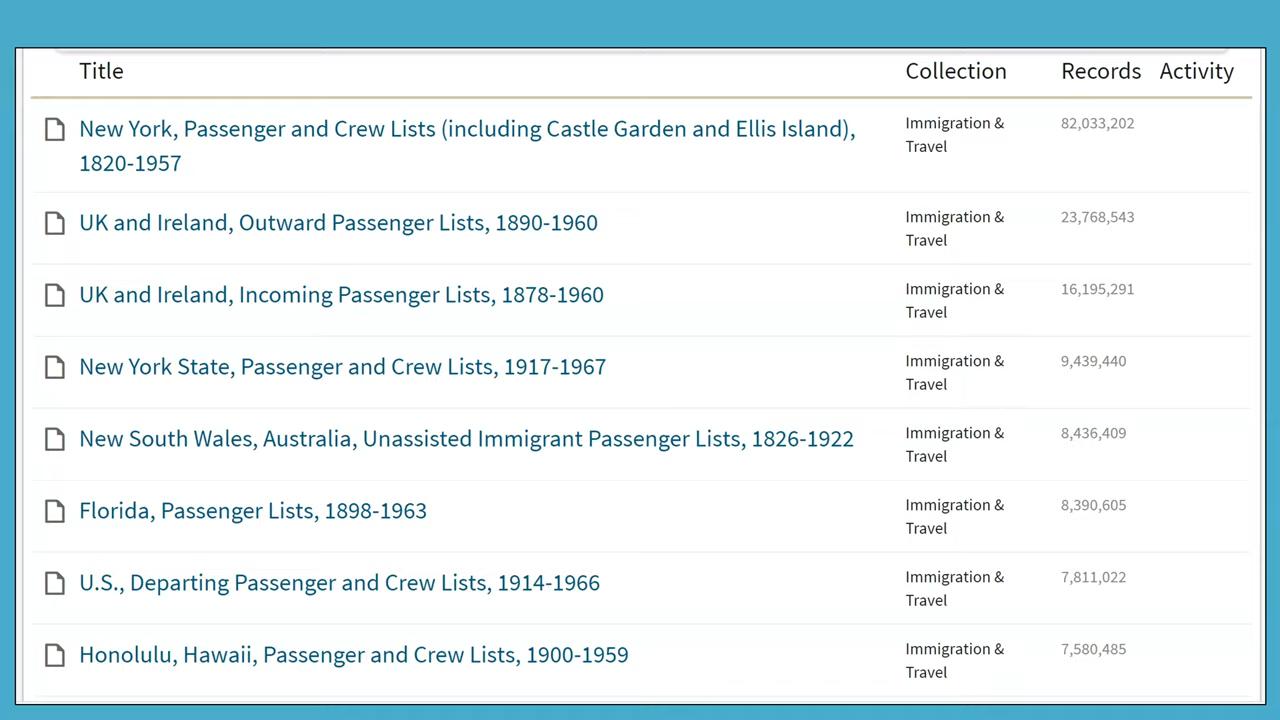 Title Collection Records Activity
New York, Passenger and Crew Lists (including Castle Garden and Ellis Island),
1820-1957
Immigration &
Travel
82,033,202
UK and Ireland, Outward Passenger Lists, 1890-1960
Immigration &
Travel
23,768,543
UK and Ireland, Incoming Passenger Lists, 1878-1960
Immigration &
Travel
16,195,291
New York State, Passenger and Crew Lists, 1917-1967
Immigration &
Travel
9,439,440
New South Wales, Australia, Unassisted Immigrant Passenger Lists, 1826-1922
Immigration &
Travel
8,436,409
Florida, Passenger Lists, 1898-1963
Immigration &
Travel
8,390,605
U.S., Departing Passenger and Crew Lists, 1914-1966
Immigration &
Travel
7,811,022
Honolulu, Hawaii, Passenger and Crew Lists, 1900-1959
Immigration &
Travel
7,580,485